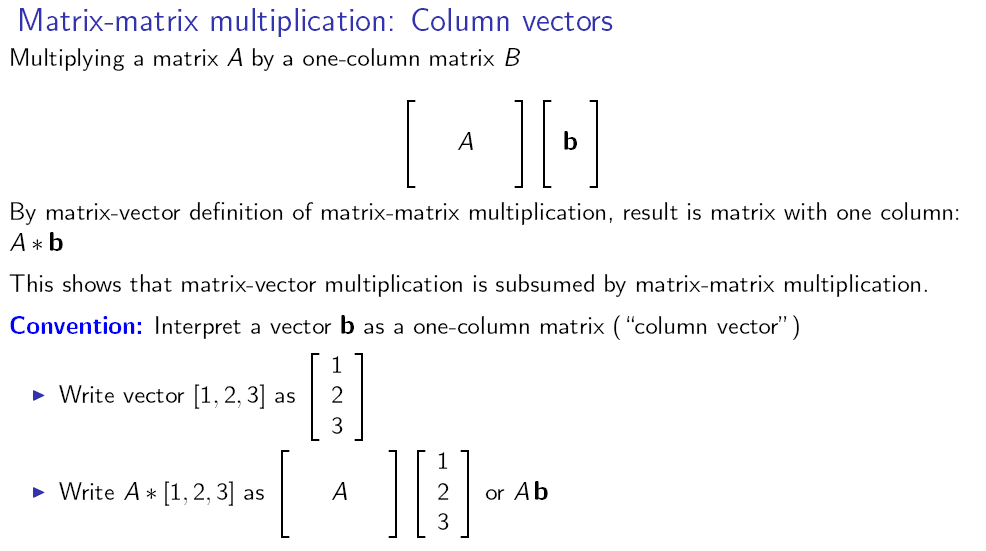 Matrix-matrix multiplication: Column vectors
Multiplying a matrix A by a one-column matrix B
[ A ] [ b ]
By matrix-vector definition of matrix-matrix multiplication, result is matrix with one column:
A ∗ b
This shows that matrix-vector multiplication is subsumed by matrix-matrix multiplication.
Convention: Interpret a vector b as a one-column matrix (“column vector”)
▶ Write vector [1, 2, 3] as [ 1 2 3 ]
▶ Write A ∗ [1, 2, 3] as [ A ] [ 1 2 3 ] or A b